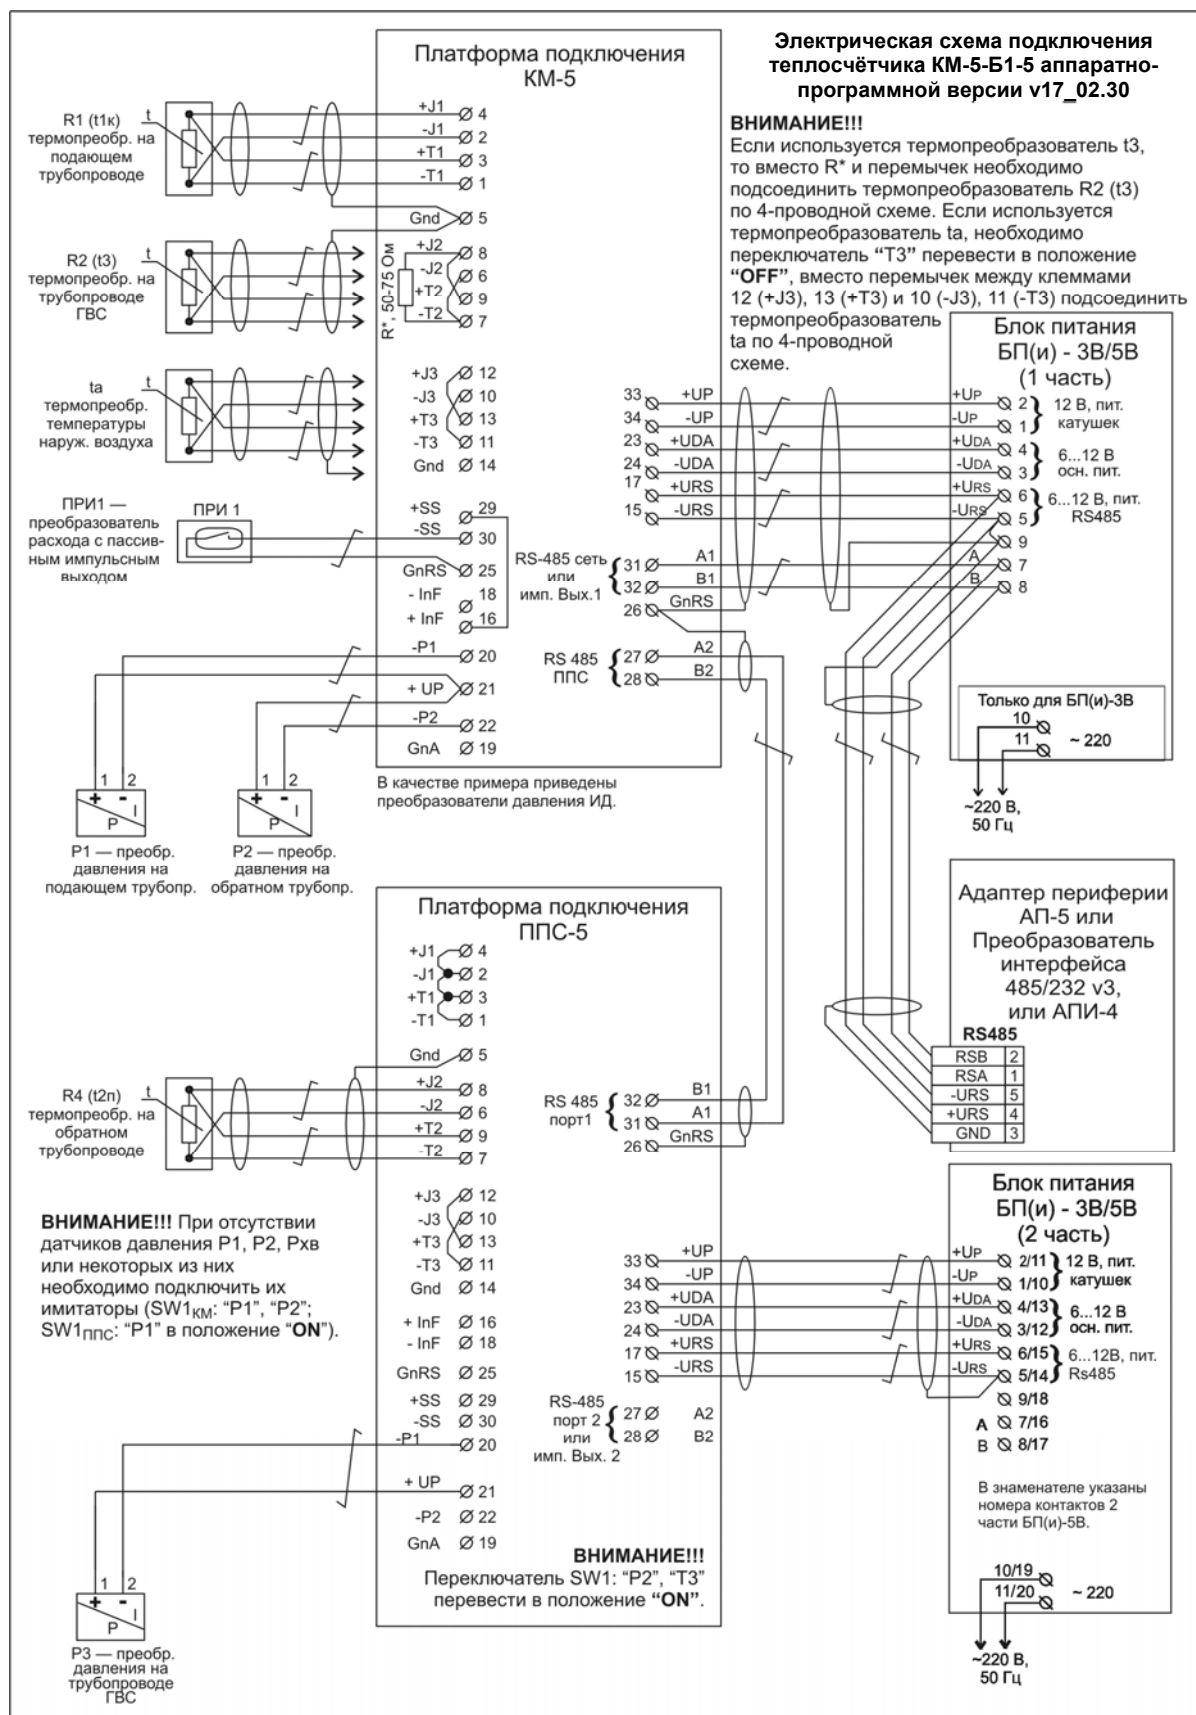 Электрическая схема подключения
теплосчётчика КМ-5-Б1-5 аппаратно-
программной версии v17_02.30
ВНИМАНИЕ!!!
Если используется термопреобразователь t3,
то вместо R* и перемычек необходимо
подсоединить термопреобразователь R2 (t3)
по 4-проводной схеме. Если используется
термопреобразователь ta, необходимо
переключатель “T3” перевести в положение
“OFF”, вместо перемычек между клеммами
12 (+J3), 13 (+T3) и 10 (-J3), 11 (-T3) подсоединить
термопреобразователь
ta по 4-проводной
схеме.
Платформа подключения
КМ-5
R1 (t1к)
термопреобр. на
подающем
трубопроводе
t
+J1 4
-J1 2
+T1 3
-T1 1
Gnd 5
R2 (t3)
термопреобр. на
трубопроводе
ГВС
t
R*, 50-75 Ом
+J2 8
-J2 6
+T2 9
-T2 7
ta
термопреобр.
температуры
наруж. воздуха
t
+J3 12
-J3 10
+T3 13
-T3 11
Gnd 14
ПРИ1 —
преобразователь
расхода с пассив-
ным импульсным
выходом
ПРИ 1
+SS 29
-SS 30
GnRS 25
- InF 18
+ InF 16
-P1 20
+ UP 21
-P2 22
GnA 19
33 +UP
34 -UP
23 +UDA
24 -UDA
17 +URS
15 -URS
RS-485 сеть
или
имп. Вых.1
31 A1
32 B1
26 GnRS
RS 485
ППС
27 A2
28 B2
Блок питания
БП(и) - 3В/5В
(1 часть)
+UP 2
-UP 1
12 В, пит.
катушек
+UDA 4
-UDA 3
6...12 В
осн. пит.
+URS 6
-URS 5
6...12 В, пит.
RS485
9
A 7
B 8
Только для БП(и)-3В
10
11 ~ 220
~220 В,
50 Гц
В качестве примера приведены
преобразователи давления ИД.
1 2
+ - I
P
P1 — преобр.
давления на
подающем трубопр.
1 2
+ - I
P
P2 — преобр.
давления на
обратном трубопр.
Адаптер периферии
АП-5 или
Преобразователь
интерфейса
485/232 v3,
или АПИ-4
RS485
RSB 2
RSA 1
-URS 5
+URS 4
GND 3
Платформа подключения
ППС-5
+J1 4
-J1 2
+T1 3
-T1 1
Gnd 5
R4 (t2п)
термопреобр. на
обратном
трубопроводе
t
+J2 8
-J2 6
+T2 9
-T2 7
+J3 12
-J3 10
+T3 13
-T3 11
Gnd 14
+ InF 16
- InF 18
GnRS 25
+SS 29
-SS 30
-P1 20
+ UP 21
-P2 22
GnA 19
RS 485
порт1
32 B1
31 A1
26 GnRS
33 +UP
34 -UP
23 +UDA
24 -UDA
17 +URS
15 -URS
RS-485
порт 2
или
имп. Вых. 2
27 A2
28 B2
ВНИМАНИЕ!!! При отсутствии
датчиков давления P1, P2, Pхв
или некоторых из них
необходимо подключить их
имитаторы (SW1КМ: “P1”, “P2”;
SW1ППС: “P1” в положение “ON”).
Блок питания
БП(и) - 3В/5В
(2 часть)
+UP 2/11
-UP 1/10
12 В, пит.
катушек
+UDA 4/13
-UDA 3/12
6...12 В
осн. пит.
+URS 6/15
-URS 5/14
6...12В, пит.
Rs485
9/18
A 7/16
B 8/17
В знаменателе указаны
номера контактов 2
части БП(и)-5В.
10/19
11/20 ~ 220
~220 В,
50 Гц
ВНИМАНИЕ!!!
Переключатель SW1: “P2”, “T3”
перевести в положение “ON”.
1 2
+ - I
P
P3 — преобр.
давления на
трубопроводе
ГВС